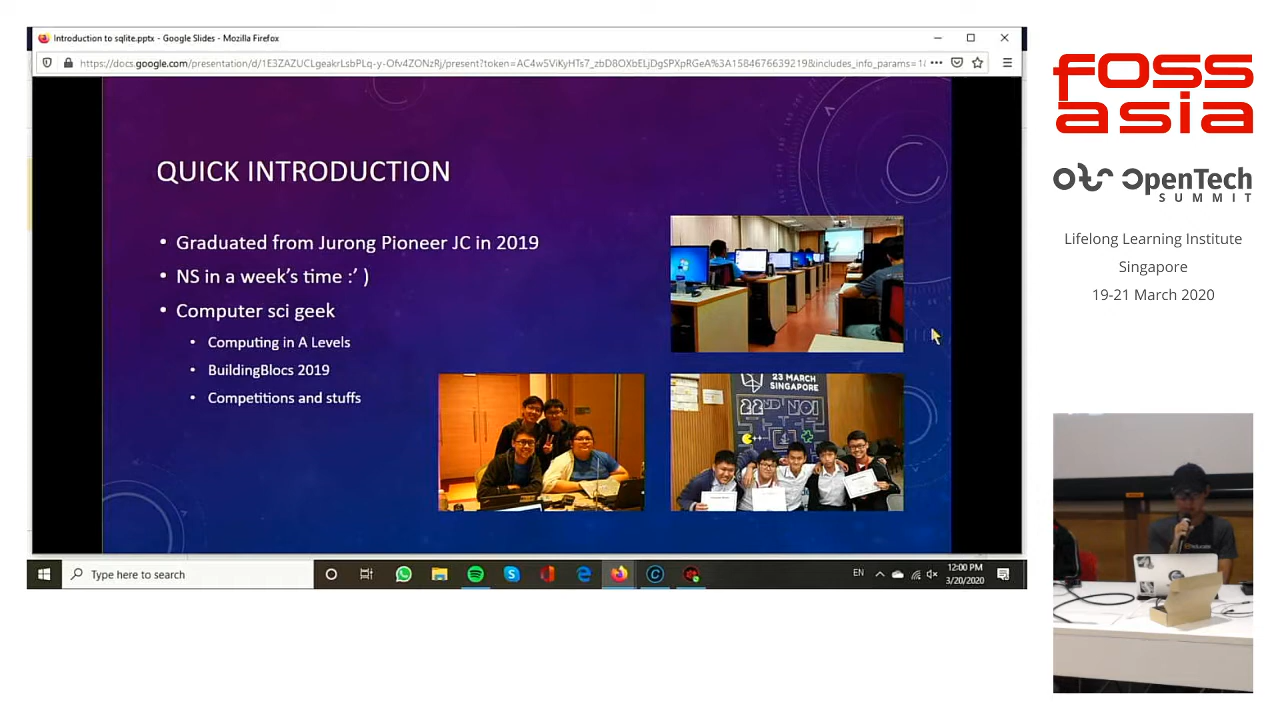 Introduction to sqlite.pptx - Google Slides - Mozilla Firefox
https://docs.google.com/presentation/d/1E3ZAZUCLgeakrLsbPLq-y-Ofv4ZONzRj/present?token=AC4w5ViKyHTs7_zbD8OXbELjDgSPXpRGeA%3A1584676639219&includes_info_params=1
QUICK INTRODUCTION
• Graduated from Jurong Pioneer JC in 2019
• NS in a week's time :' )
• Computer sci geek
• Computing in A Levels
• BuildingBlocs 2019
• Competitions and stuffs
23 MARCH
SINGAPORE
22ND NOI
Type here to search
EN
12:00 PM
3/20/2020
FOSS
asia
OpenTech
SUMMIT
Lifelong Learning Institute
Singapore
19-21 March 2020